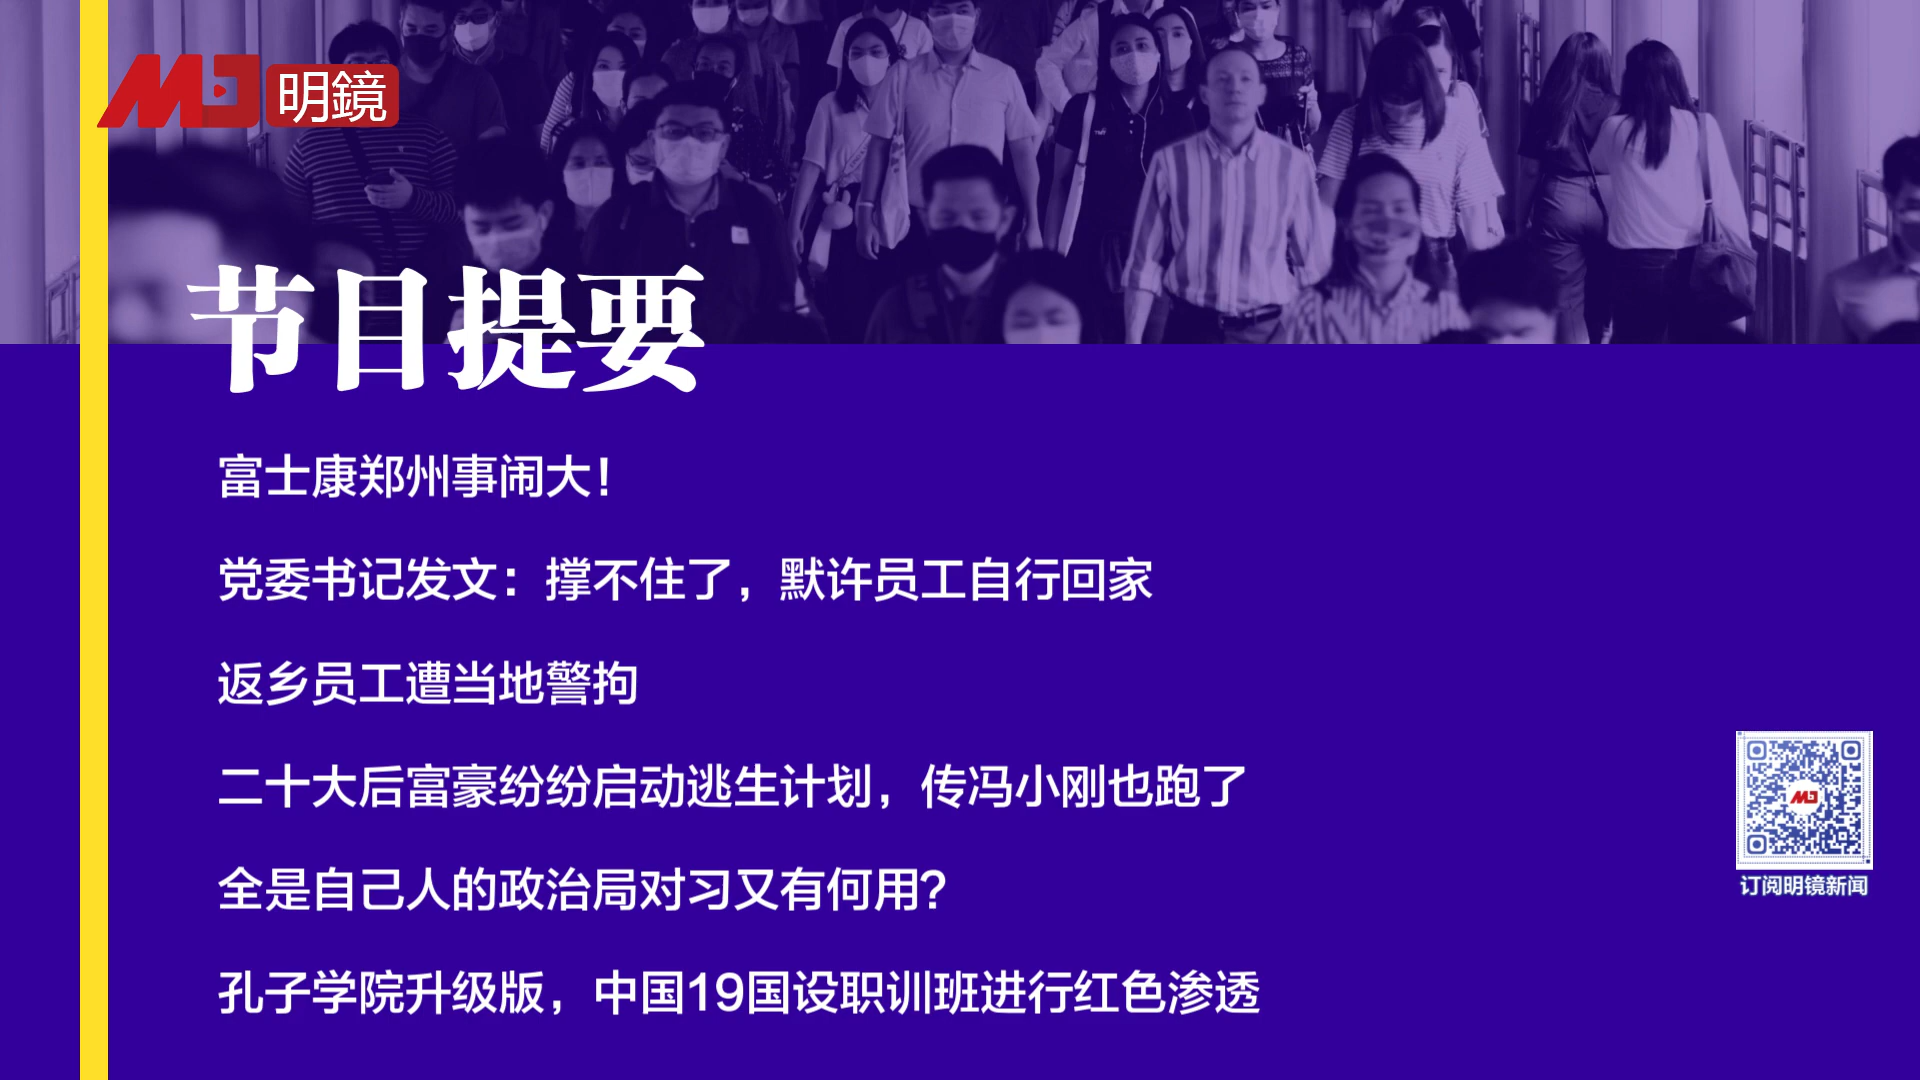 MJ 明鏡
节目提要
富士康郑州事闹大！
党委书记发文：撑不住了，默许员工自行回家
返乡员工遭当地警拘
二十大后富豪纷纷启动逃生计划，传冯小刚也跑了
全是自己人的政治局对习又有何用？
孔子学院升级版，中国19国设职训班进行红色渗透
MJ
订阅明镜新闻